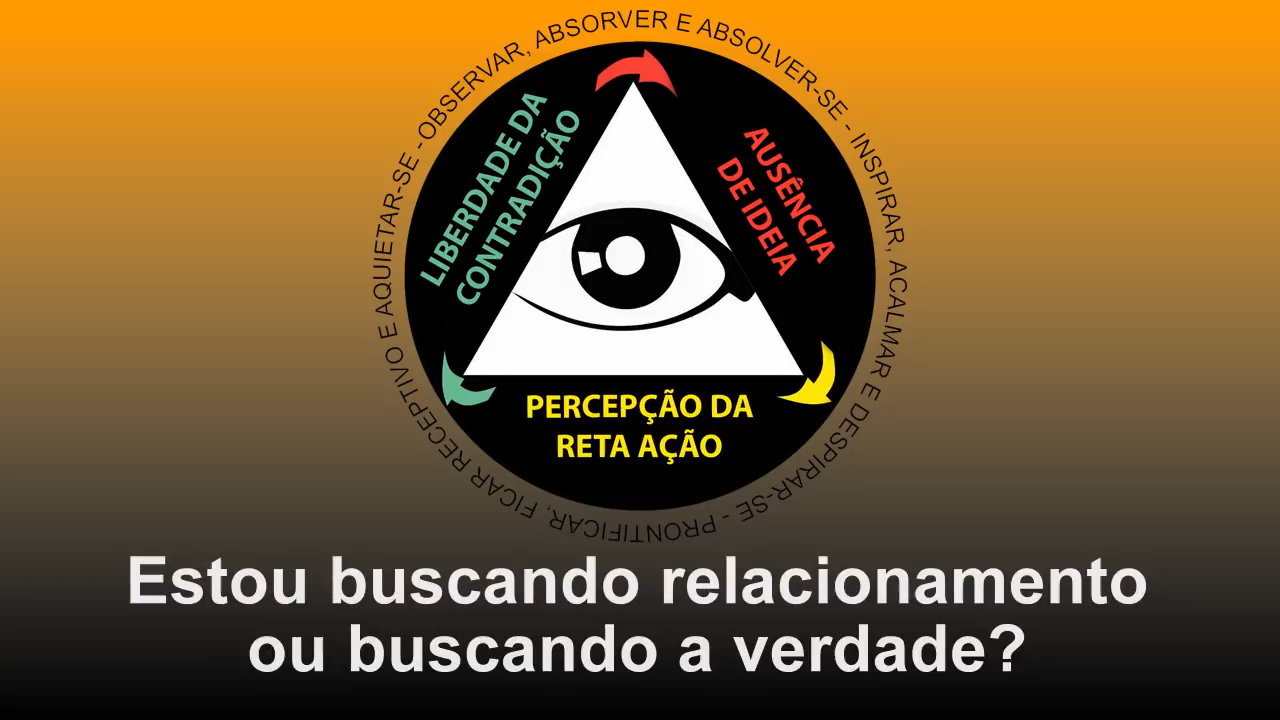 OBSERVAR, ABSORVER E ABSOLVER-SE - INSPIRAR, ACALMAR E DESPIRAR-SE - PRONTIFICAR, FICAR RECEPTIVO E AQUIETAR-SE -
LIBERDADE DA
CONTRADIÇÃO
AUSÊNCIA
DE IDEIA
PERCEPÇÃO DA
RETA AÇÃO
Estou buscando relacionamento
ou buscando a verdade?